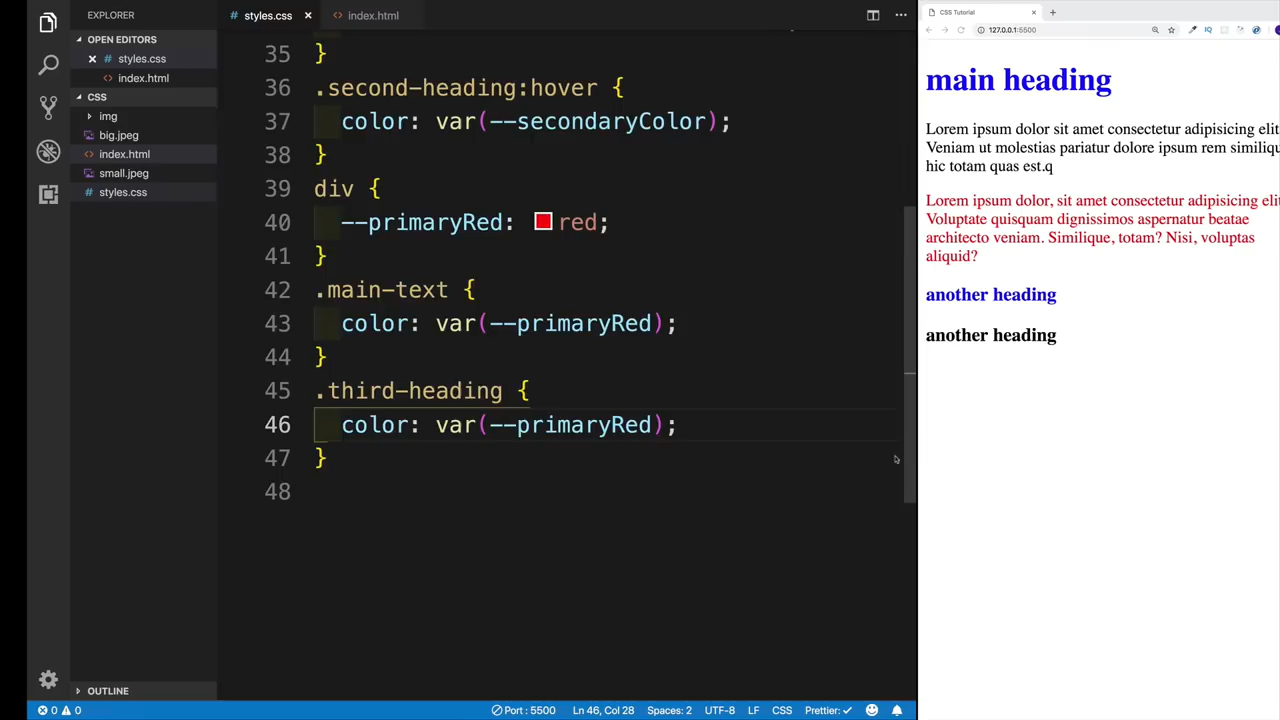 EXPLORER
OPEN EDITORS
styles.css
index.html
CSS
img
big.jpeg
index.html
small.jpeg
styles.css
OUTLINE
styles.css
index.html
35 }
36 .second-heading:hover {
37 color: var(--secondaryColor);
38 }
39 div {
40 --primaryRed: red;
41 }
42 .main-text {
43 color: var(--primaryRed);
44 }
45 .third-heading {
46 color: var(--primaryRed);
47 }
48
0 0
Port : 5500
Ln 46, Col 28
Spaces: 2
UTF-8
LF
CSS
Prettier: ✓
CSS Tutorial
127.0.0.1:5500
main heading
Lorem ipsum dolor sit amet consectetur adipisicing elit.
Veniam ut molestias pariatur dolore ipsum rem similiqu
hic totam quas est.q
Lorem ipsum dolor, sit amet consectetur adipisicing elit
Voluptate quisquam dignissimos aspernatur beatae
architecto veniam. Similique, totam? Nisi, voluptas
aliquid?
another heading
another heading